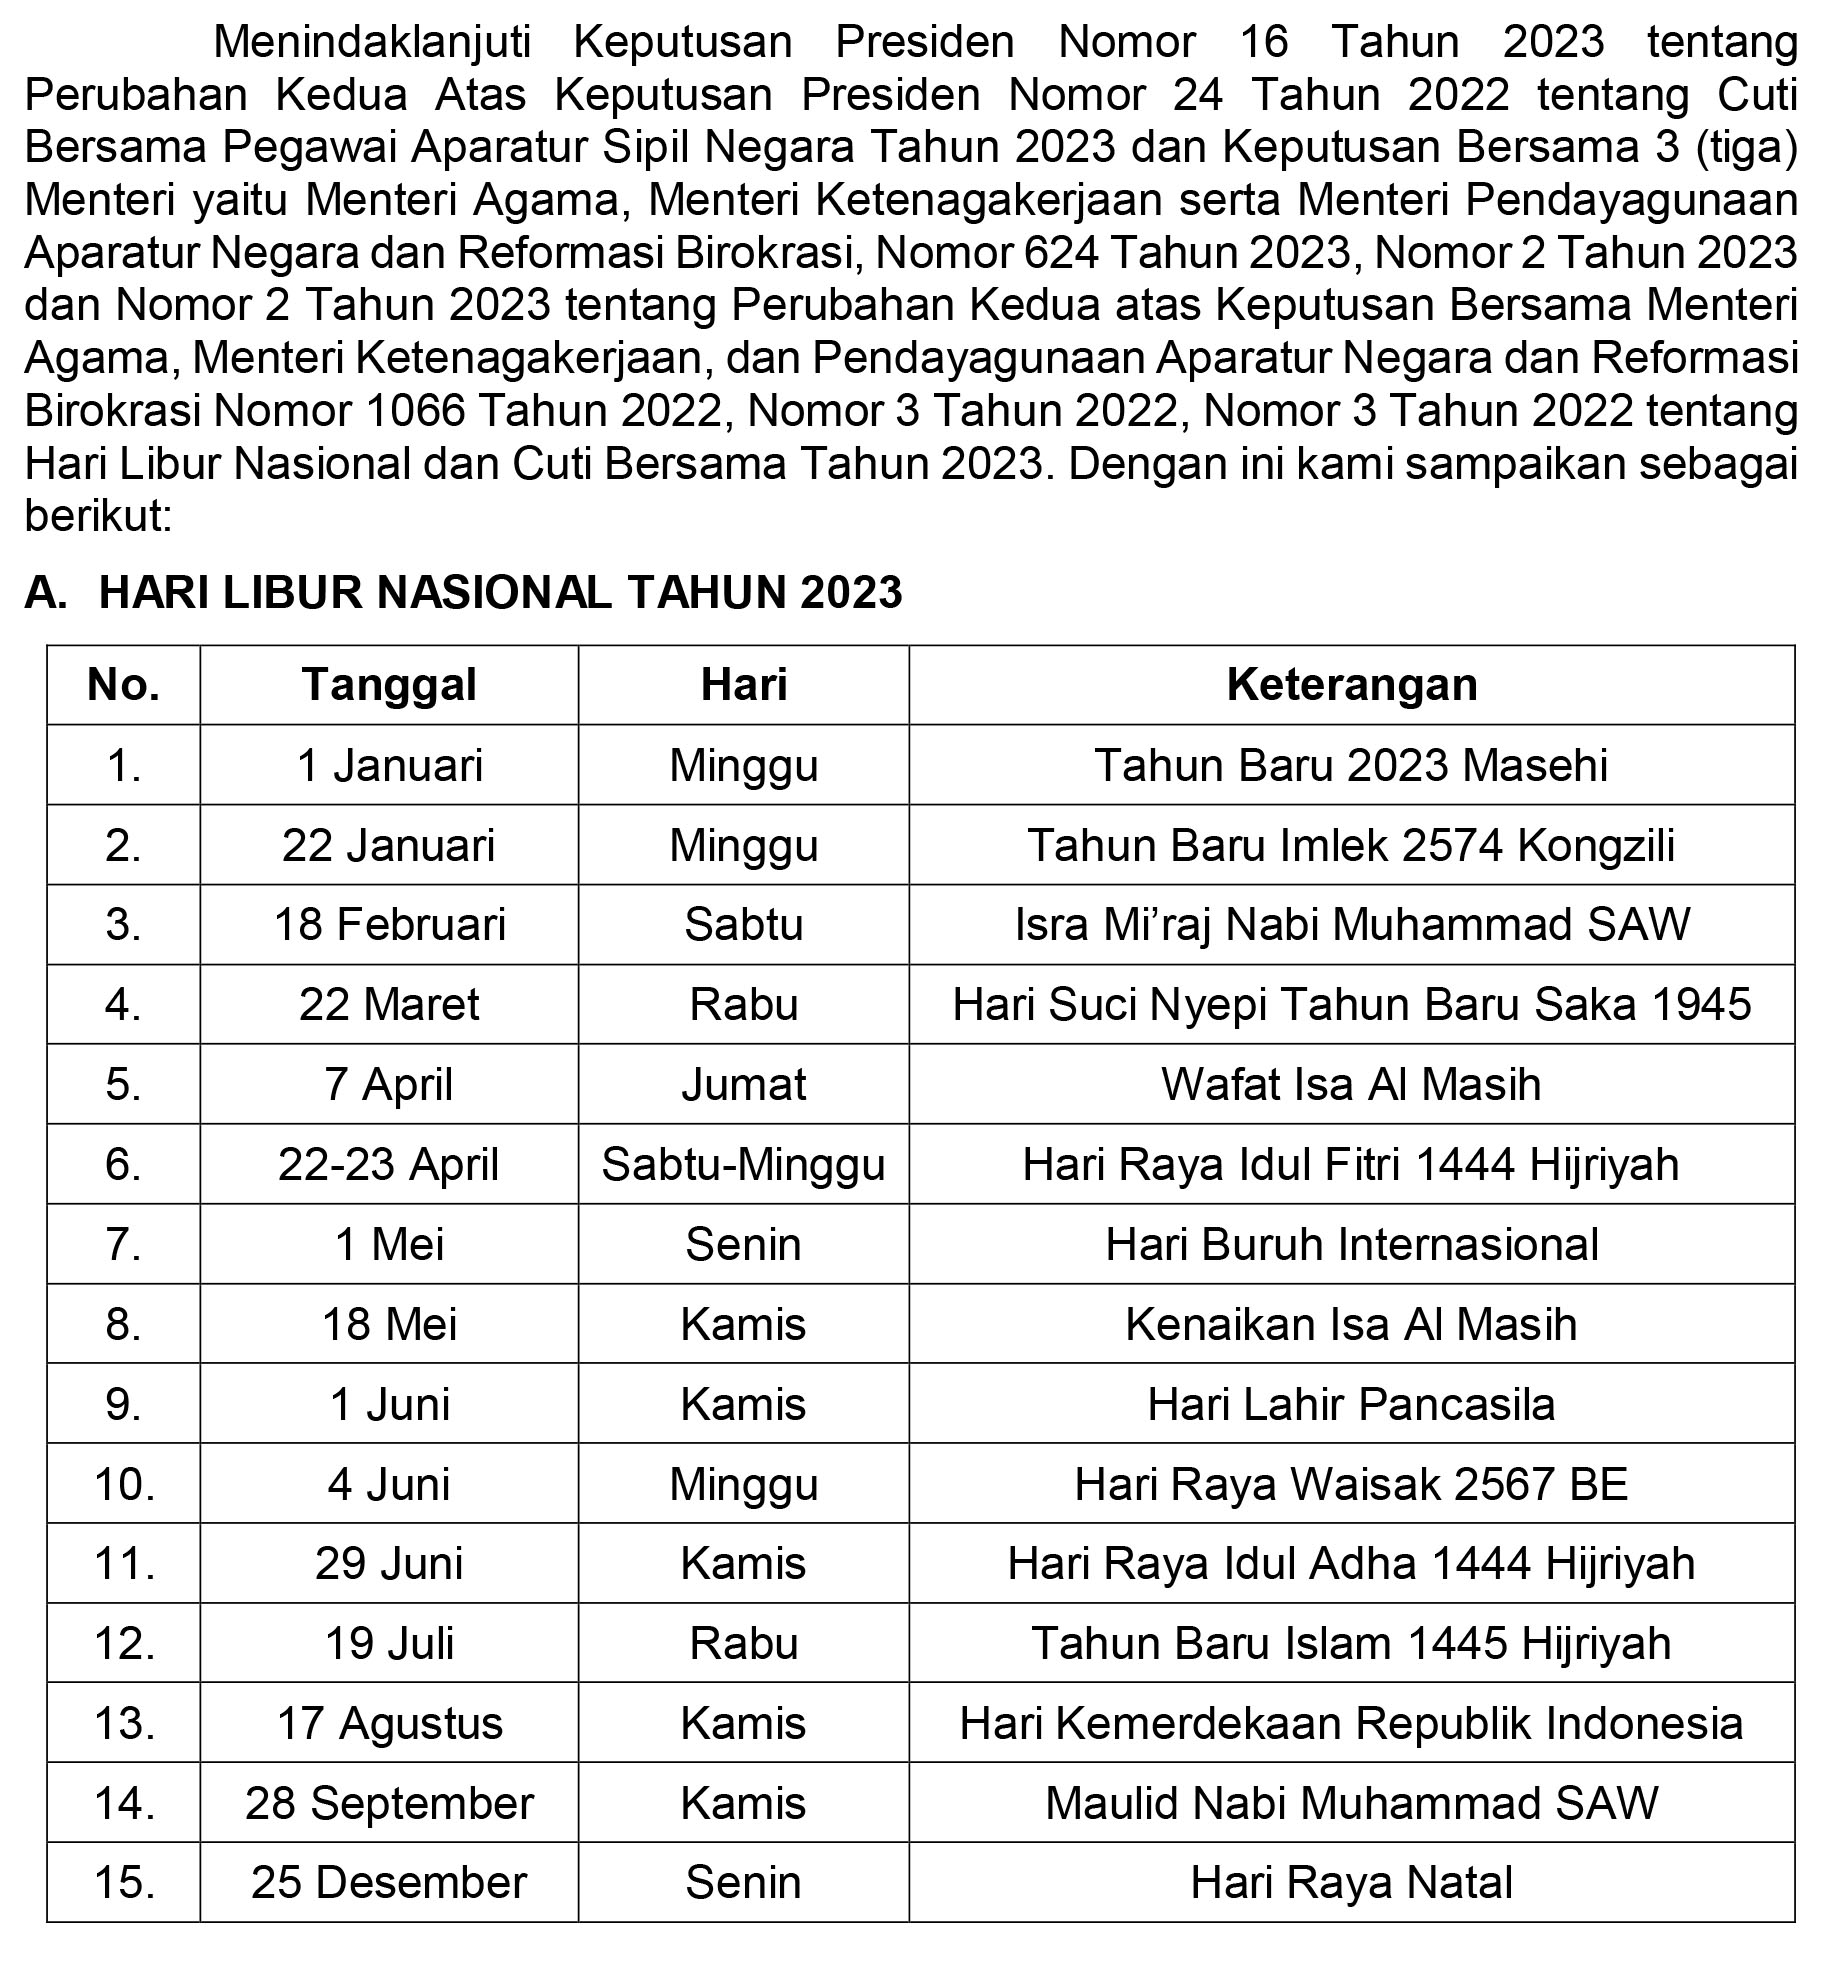 Menindaklanjuti Keputusan Presiden Nomor 16 Tahun 2023 tentang
Perubahan Kedua Atas Keputusan Presiden Nomor 24 Tahun 2022 tentang Cuti
Bersama Pegawai Aparatur Sipil Negara Tahun 2023 dan Keputusan Bersama 3 (tiga)
Menteri yaitu Menteri Agama, Menteri Ketenagakerjaan serta Menteri Pendayagunaan
Aparatur Negara dan Reformasi Birokrasi, Nomor 624 Tahun 2023, Nomor 2 Tahun 2023
dan Nomor 2 Tahun 2023 tentang Perubahan Kedua atas Keputusan Bersama Menteri
Agama, Menteri Ketenagakerjaan, dan Pendayagunaan Aparatur Negara dan Reformasi
Birokrasi Nomor 1066 Tahun 2022, Nomor 3 Tahun 2022, Nomor 3 Tahun 2022 tentang
Hari Libur Nasional dan Cuti Bersama Tahun 2023. Dengan ini kami sampaikan sebagai
berikut:
A. HARI LIBUR NASIONAL TAHUN 2023
No. Tanggal Hari Keterangan
1. 1 Januari Minggu Tahun Baru 2023 Masehi
2. 22 Januari Minggu Tahun Baru Imlek 2574 Kongzili
3. 18 Februari Sabtu Isra Mi’raj Nabi Muhammad SAW
4. 22 Maret Rabu Hari Suci Nyepi Tahun Baru Saka 1945
5. 7 April Jumat Wafat Isa Al Masih
6. 22-23 April Sabtu-Minggu Hari Raya Idul Fitri 1444 Hijriyah
7. 1 Mei Senin Hari Buruh Internasional
8. 18 Mei Kamis Kenaikan Isa Al Masih
9. 1 Juni Kamis Hari Lahir Pancasila
10. 4 Juni Minggu Hari Raya Waisak 2567 BE
11. 29 Juni Kamis Hari Raya Idul Adha 1444 Hijriyah
12. 19 Juli Rabu Tahun Baru Islam 1445 Hijriyah
13. 17 Agustus Kamis Hari Kemerdekaan Republik Indonesia
14. 28 September Kamis Maulid Nabi Muhammad SAW
15. 25 Desember Senin Hari Raya Natal